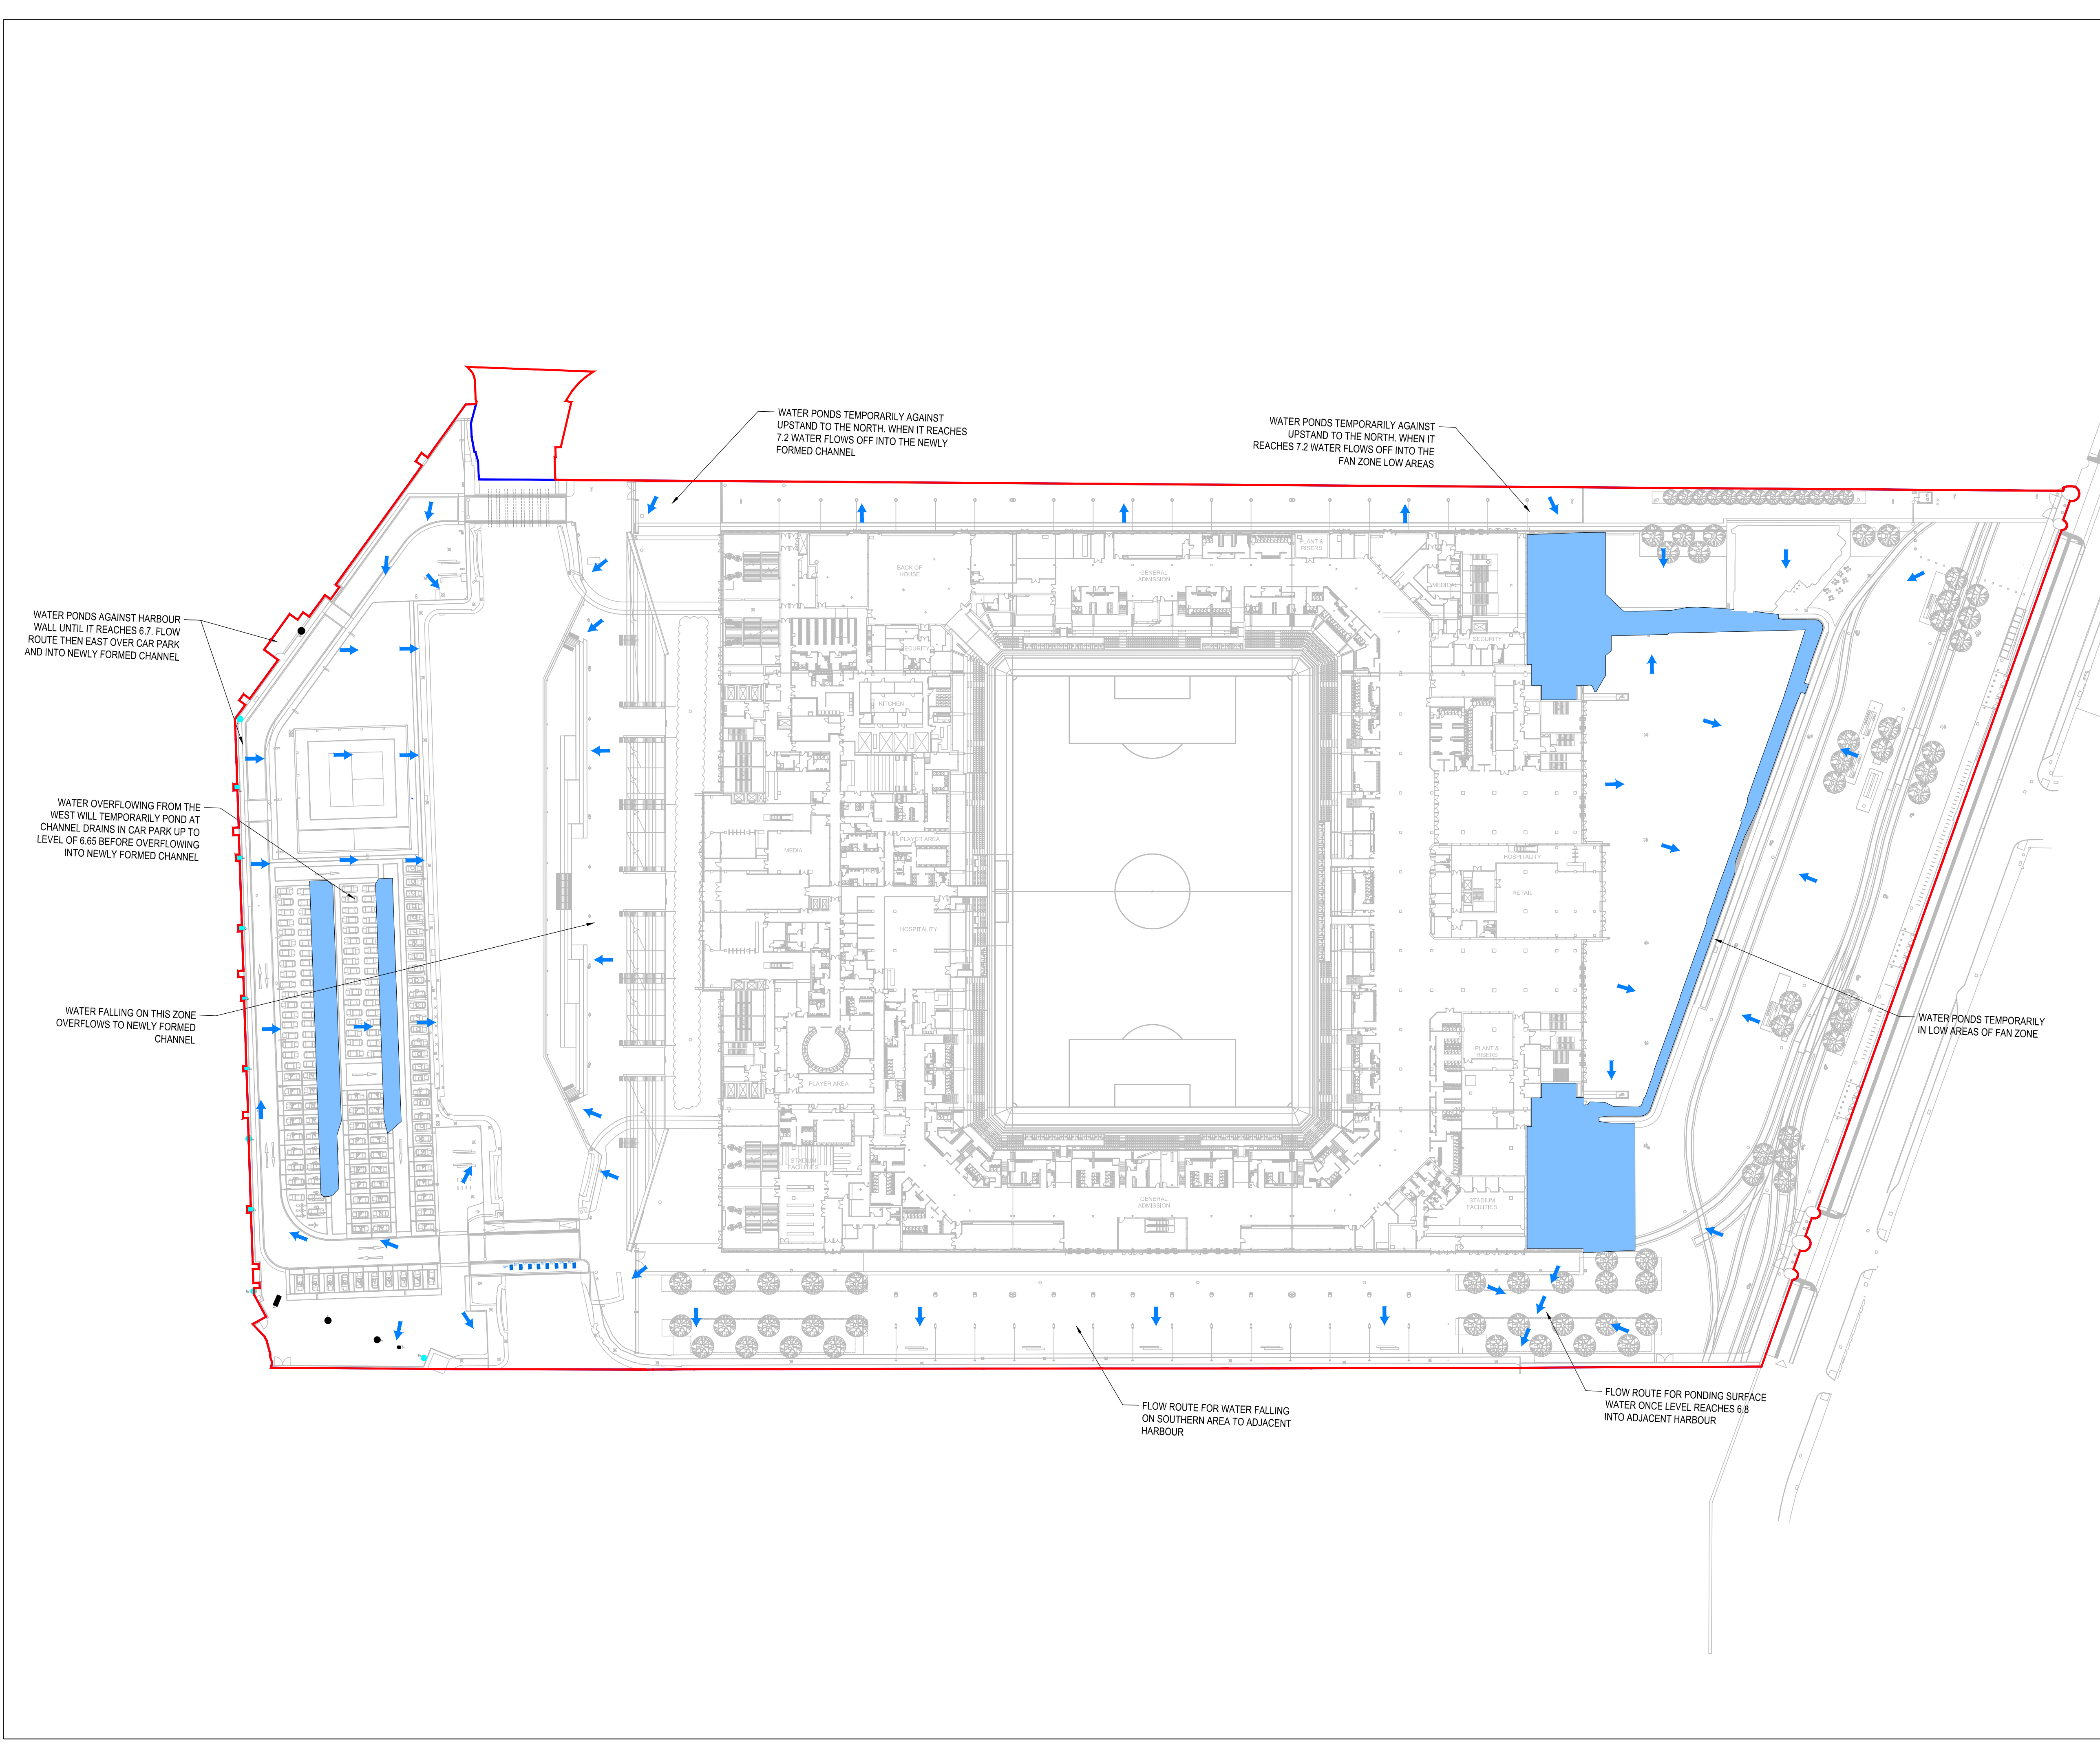 WATER PONDS TEMPORARILY AGAINST
UPSTAND TO THE NORTH. WHEN IT REACHES
7.2 WATER FLOWS OFF INTO THE NEWLY
FORMED CHANNEL
WATER PONDS TEMPORARILY AGAINST
UPSTAND TO THE NORTH. WHEN IT
REACHES 7.2 WATER FLOWS OFF INTO THE
FAN ZONE LOW AREAS
WATER PONDS AGAINST HARBOUR
WALL UNTIL IT REACHES 6.7. FLOW
ROUTE THEN EAST OVER CAR PARK
AND INTO NEWLY FORMED CHANNEL
WATER OVERFLOWING FROM THE
WEST WILL TEMPORARILY POND AT
CHANNEL DRAINS IN CAR PARK UP TO
LEVEL OF 6.65 BEFORE OVERFLOWING
INTO NEWLY FORMED CHANNEL
WATER FALLING ON THIS ZONE
OVERFLOWS TO NEWLY FORMED
CHANNEL
BACK OF
HOUSE
GENERAL
ADMISSION
PLANT &
RISERS
MEDICAL
SECURITY
SECURITY
KITCHEN
PLAYER AREA
MEDIA
HOSPITALITY
RETAIL
HOSPITALITY
PLANT &
RISERS
PLAYER AREA
STADIUM
FACILITIES
GENERAL
ADMISSION
STADIUM
FACILITIES
WATER PONDS TEMPORARILY
IN LOW AREAS OF FAN ZONE
FLOW ROUTE FOR WATER FALLING
ON SOUTHERN AREA TO ADJACENT
HARBOUR
FLOW ROUTE FOR PONDING SURFACE
WATER ONCE LEVEL REACHES 6.8
INTO ADJACENT HARBOUR